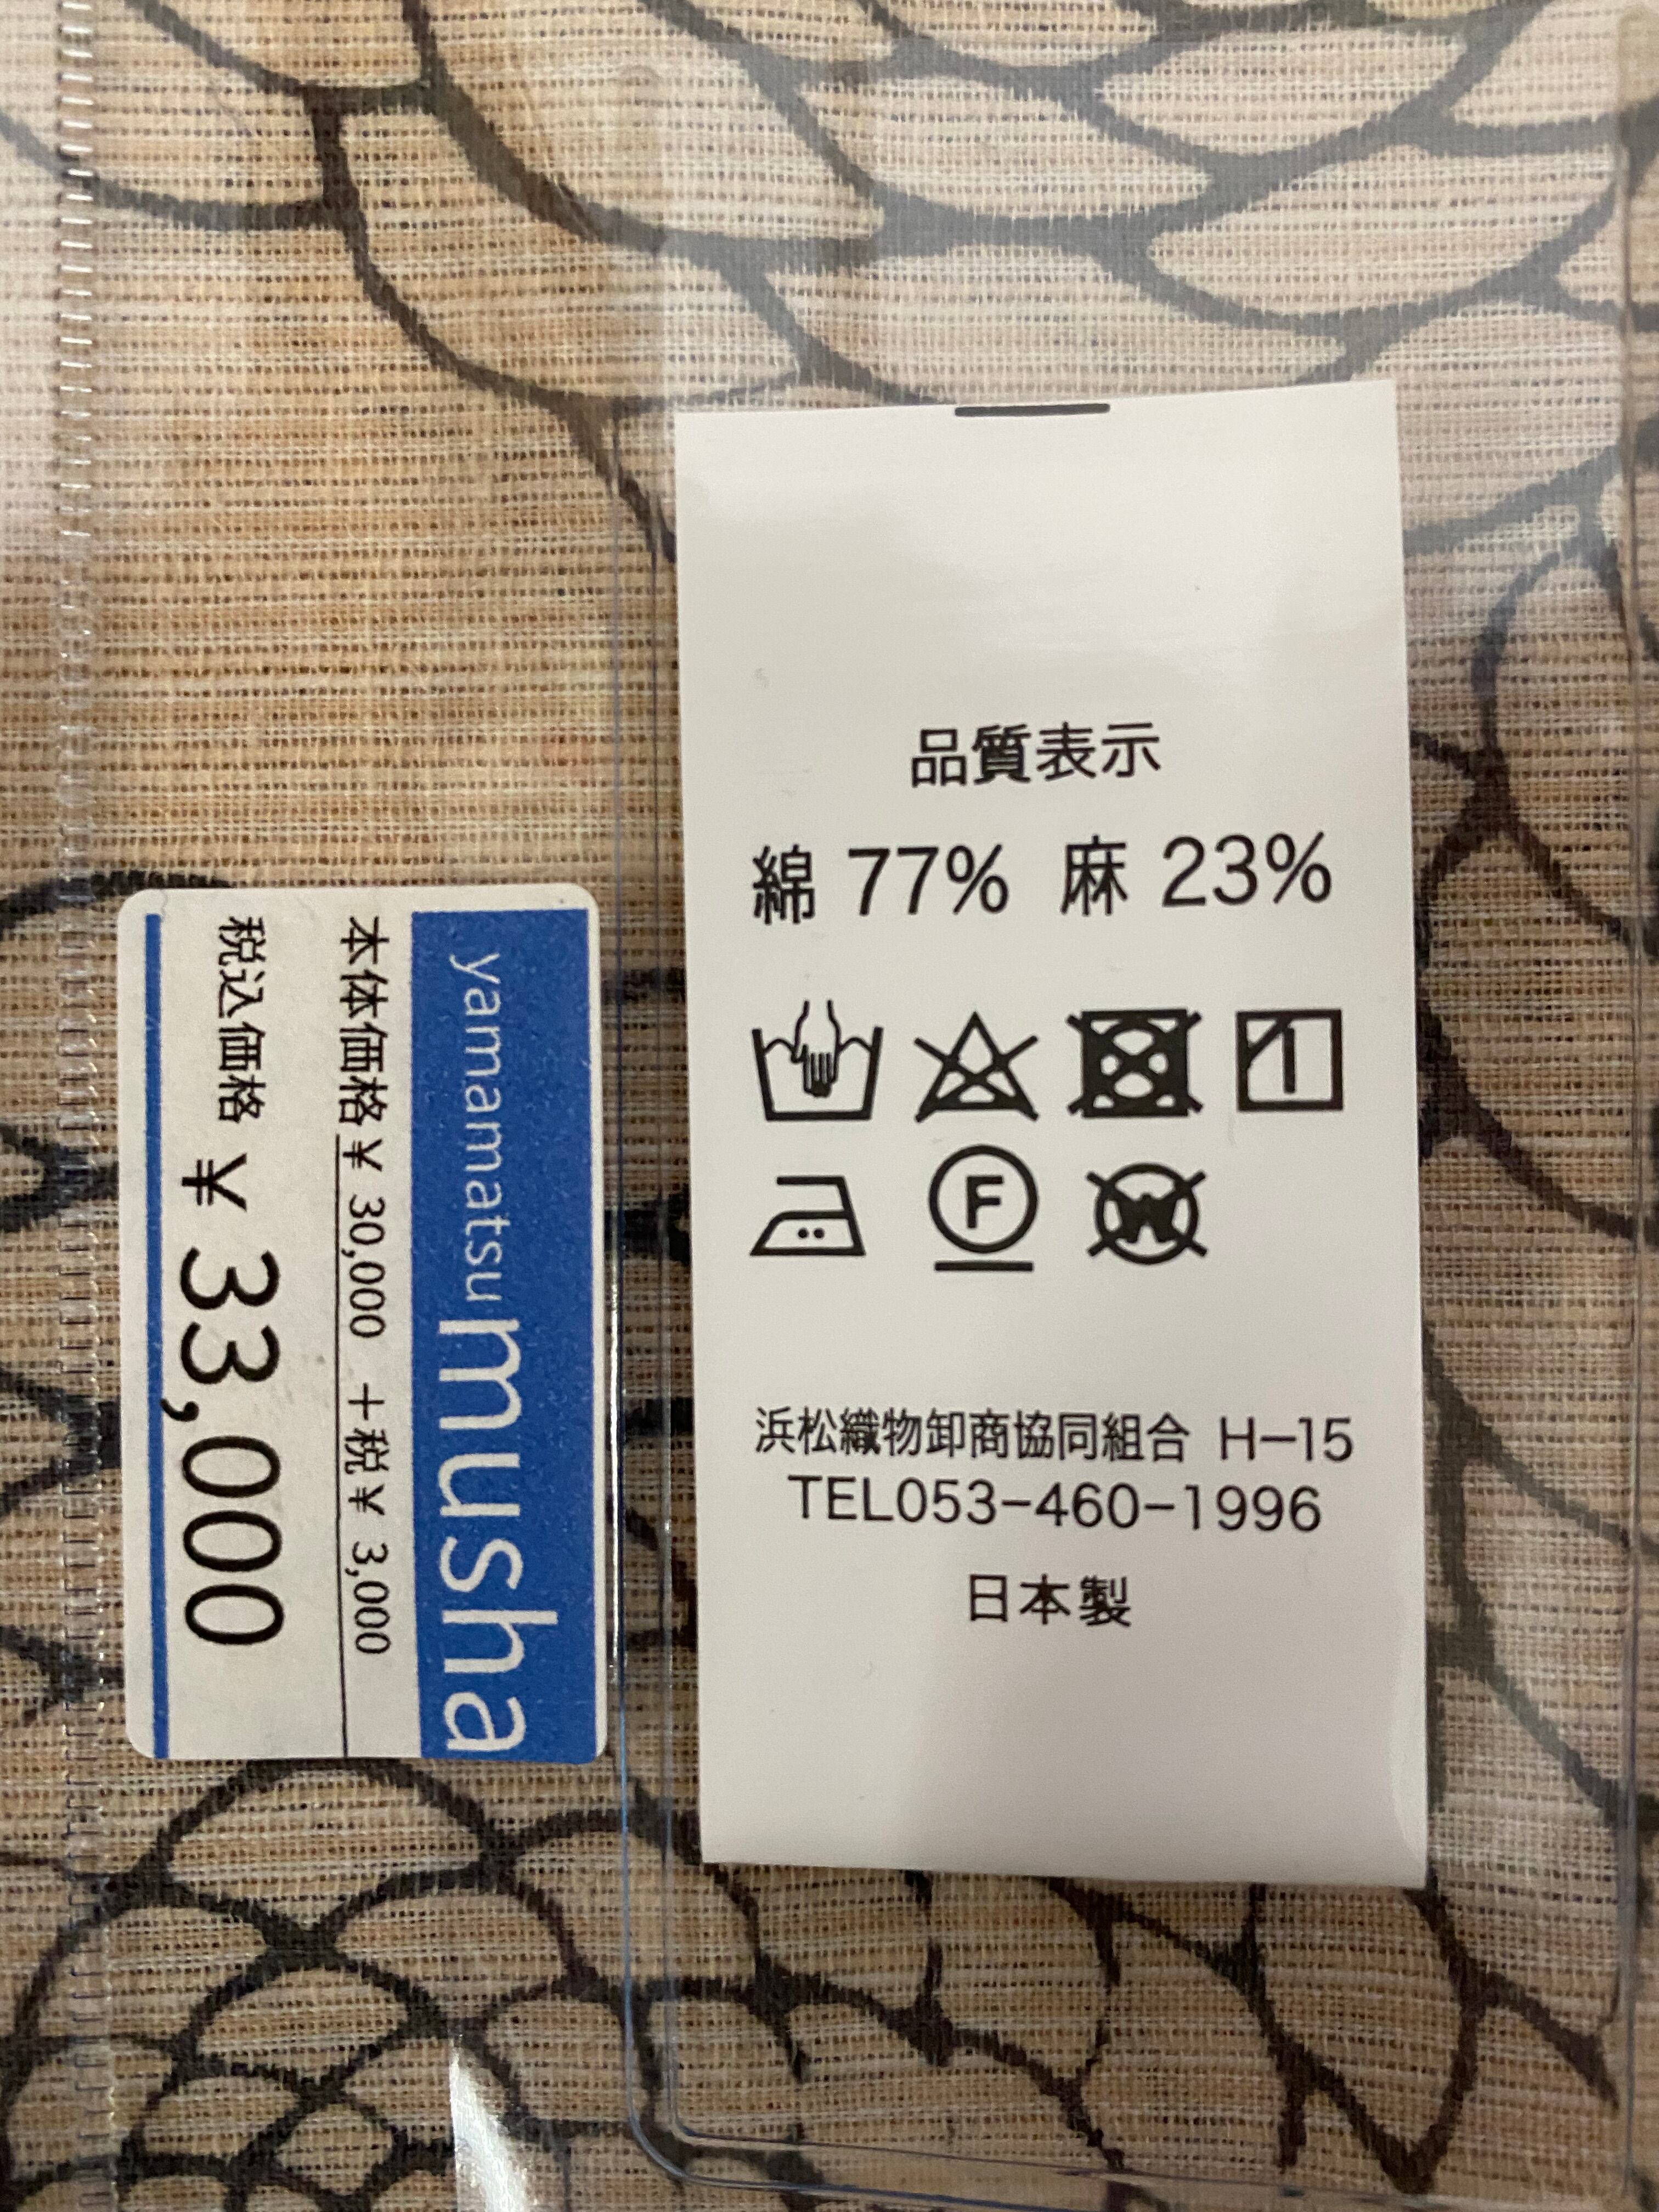 品質表示
綿 77% 麻 23%
F
W
浜松織物卸商協同組合 H-15
TEL053-460-1996
日本製
yamamatsu musha
本体価格¥ 30,000 +税¥ 3,000
税込価格 ¥ 33,000